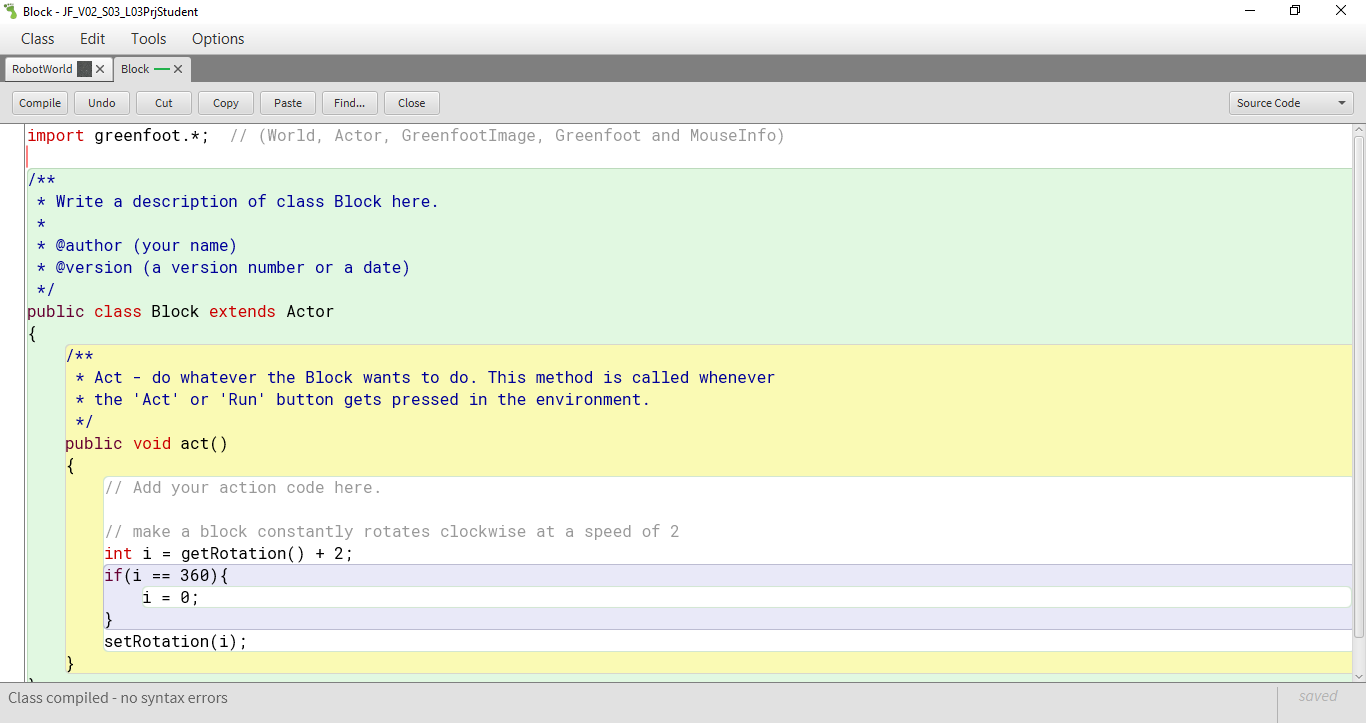 Block - JF_V02_S03_L03PrjStudent
Class Edit Tools Options
RobotWorld Block
Compile Undo Cut Copy Paste Find... Close Source Code
import greenfoot.*;  // (World, Actor, GreenfootImage, Greenfoot and MouseInfo)
/**
 * Write a description of class Block here.
 *
 * @author (your name)
 * @version (a version number or a date)
 */
public class Block extends Actor
{
    /**
     * Act - do whatever the Block wants to do. This method is called whenever
     * the 'Act' or 'Run' button gets pressed in the environment.
     */
    public void act()
    {
        // Add your action code here.
        // make a block constantly rotates clockwise at a speed of 2
        int i = getRotation() + 2;
        if(i == 360){
            i = 0;
        }
        setRotation(i);
    }
Class compiled - no syntax errors
saved